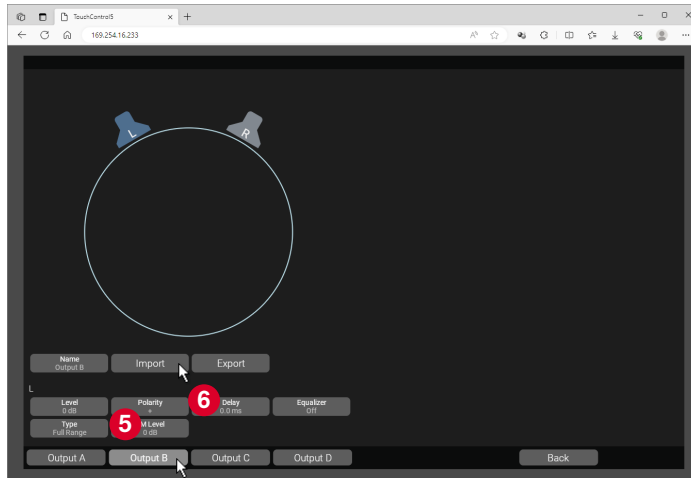 TouchControl5
169.254.16.233
L
R
Name
Output B
Import
Export
L
Level
0 dB
Polarity
+
6
Delay
0.0 ms
Equalizer
Off
Type
Full Range
5
M Level
0 dB
Output A
Output B
Output C
Output D
Back